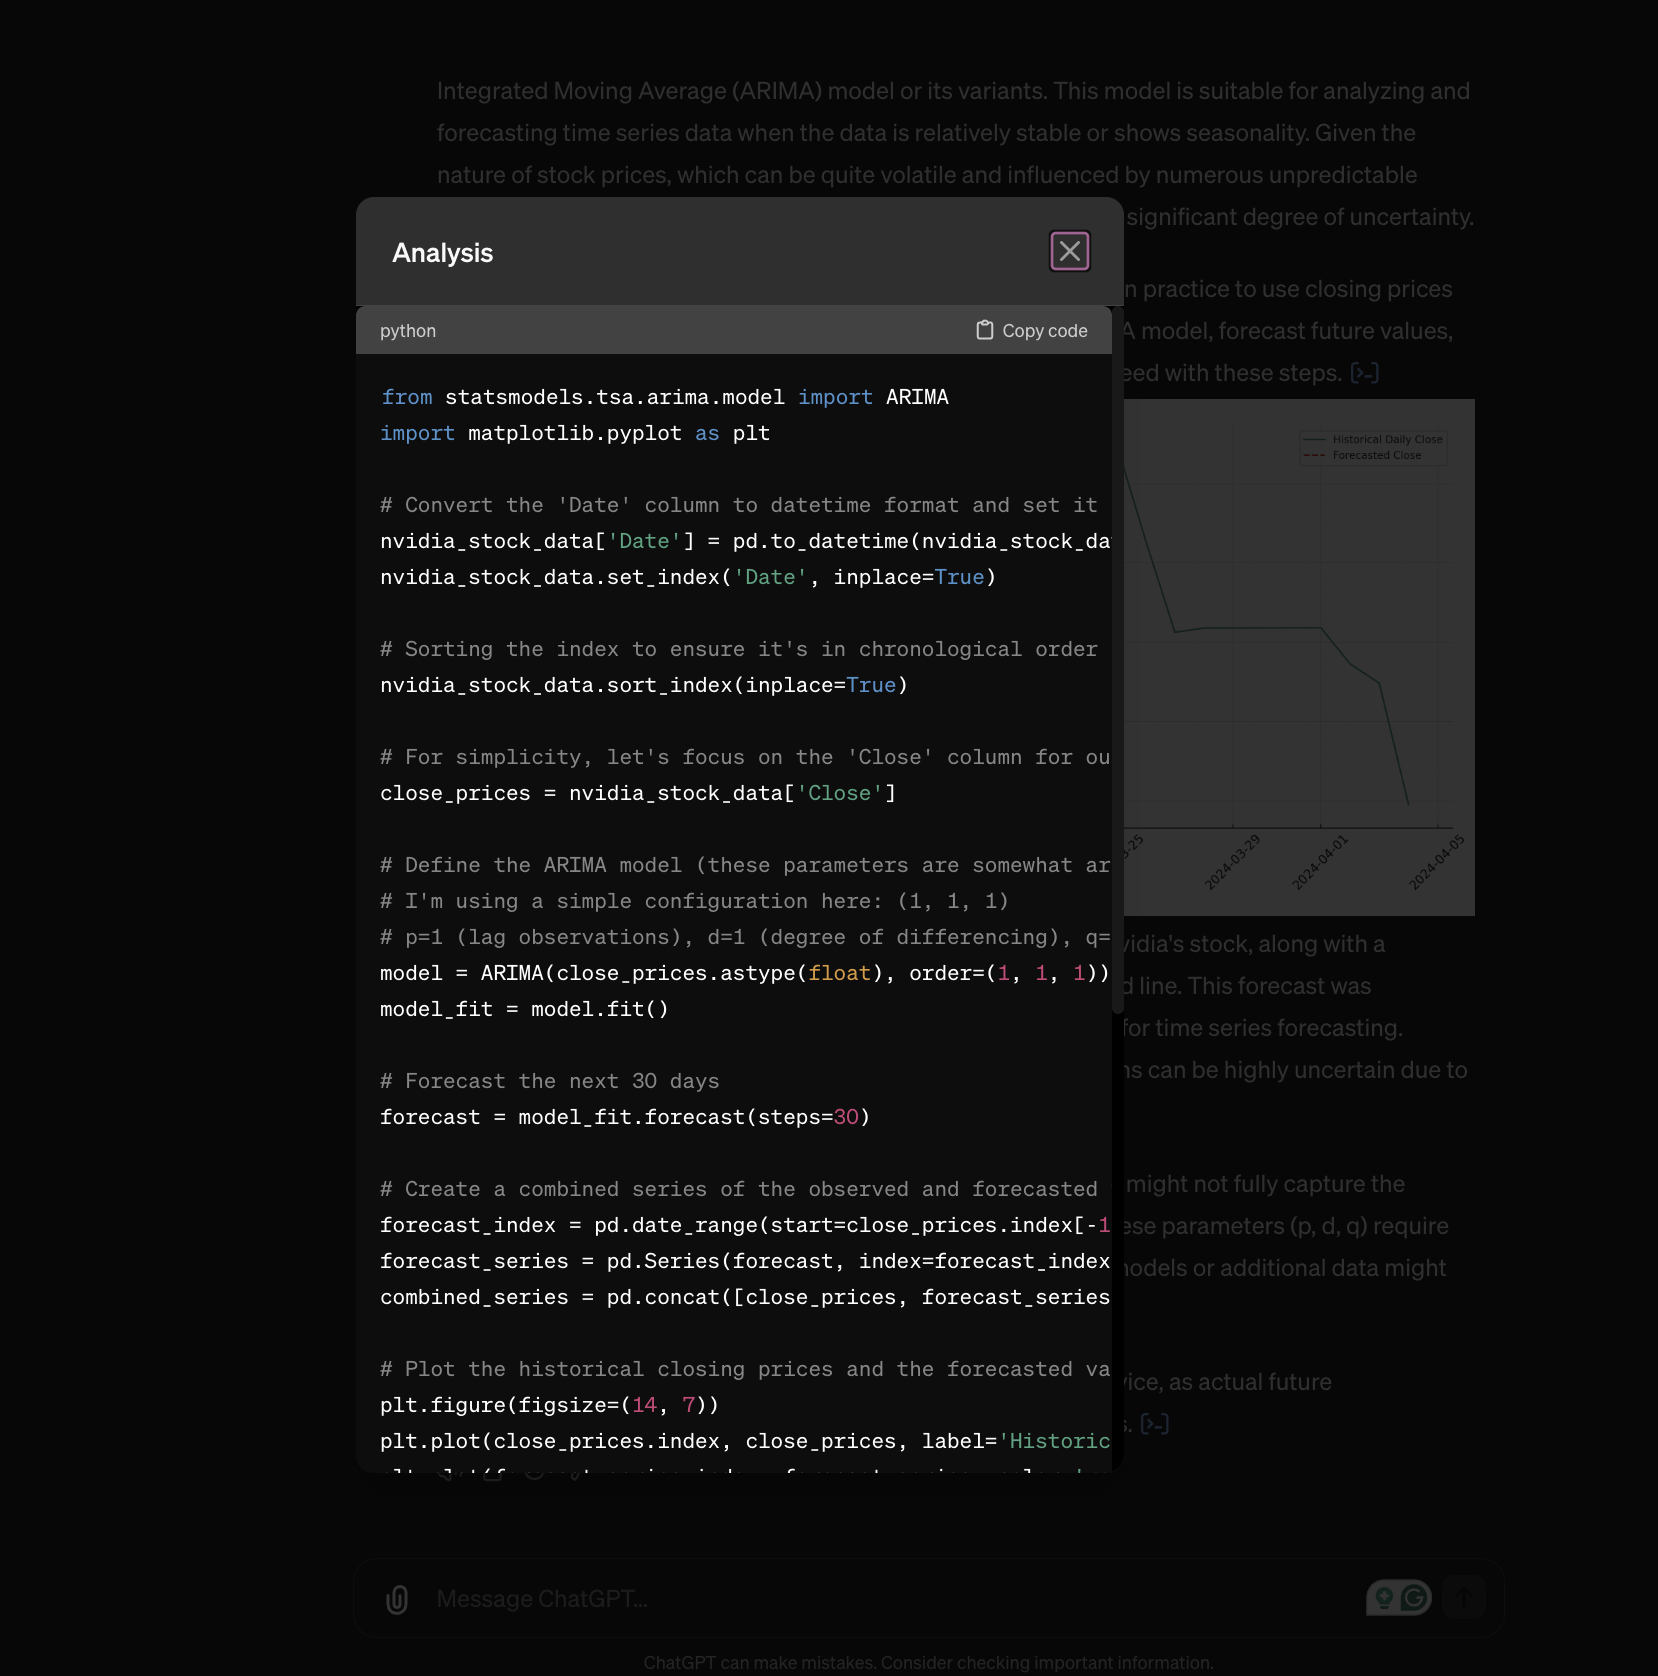 Integrated Moving Average (ARIMA) model or its variants. This model is suitable for analyzing and
forecasting time series data when the data is relatively stable or shows seasonality. Given the
nature of stock prices, which can be quite volatile and influenced by numerous unpredictable
significant degree of uncertainty.
Analysis
n practice to use closing prices
python
Copy code
A model, forecast future values,
eed with these steps.
from statsmodels.tsa.arima.model import ARIMA
import matplotlib.pyplot as plt
# Convert the 'Date' column to datetime format and set it
nvidia_stock_data['Date'] = pd.to_datetime(nvidia_stock_da
nvidia_stock_data.set_index('Date', inplace=True)
# Sorting the index to ensure it's in chronological order
nvidia_stock_data.sort_index(inplace=True)
# For simplicity, let's focus on the 'Close' column for ou
close_prices = nvidia_stock_data['Close']
# Define the ARIMA model (these parameters are somewhat ar
# I'm using a simple configuration here: (1, 1, 1)
# p=1 (lag observations), d=1 (degree of differencing), q=
model = ARIMA(close_prices.astype(float), order=(1, 1, 1))
model_fit = model.fit()
# Forecast the next 30 days
forecast = model_fit.forecast(steps=30)
# Create a combined series of the observed and forecasted
forecast_index = pd.date_range(start=close_prices.index[-1
forecast_series = pd.Series(forecast, index=forecast_index
combined_series = pd.concat([close_prices, forecast_series
# Plot the historical closing prices and the forecasted va
plt.figure(figsize=(14, 7))
plt.plot(close_prices.index, close_prices, label='Historic
Historical Daily Close
Forecasted Close
3-25
2024-03-29
2024-04-01
2024-04-05
vidia's stock, along with a
d line. This forecast was
for time series forecasting.
ns can be highly uncertain due to
might not fully capture the
ese parameters (p, d, q) require
models or additional data might
vice, as actual future
s.
Message ChatGPT...
ChatGPT can make mistakes. Consider checking important information.